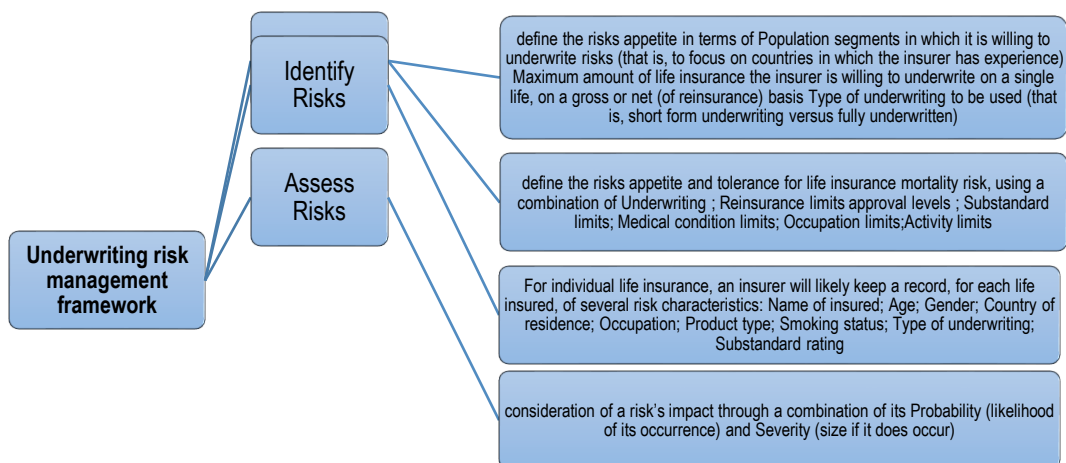 Underwriting risk
management
framework
Identify
Risks
Assess
Risks
define the risks appetite in terms of Population segments in which it is willing to
underwrite risks (that is, to focus on countries in which the insurer has experience)
Maximum amount of life insurance the insurer is willing to underwrite on a single
life, on a gross or net (of reinsurance) basis Type of underwriting to be used (that
is, short form underwriting versus fully underwritten)
define the risks appetite and tolerance for life insurance mortality risk, using a
combination of Underwriting ; Reinsurance limits approval levels ; Substandard
limits; Medical condition limits; Occupation limits;Activity limits
For individual life insurance, an insurer will likely keep a record, for each life
insured, of several risk characteristics: Name of insured; Age; Gender; Country of
residence; Occupation; Product type; Smoking status; Type of underwriting;
Substandard rating
consideration of a risk's impact through a combination of its Probability (likelihood
of its occurrence) and Severity (size if it does occur)